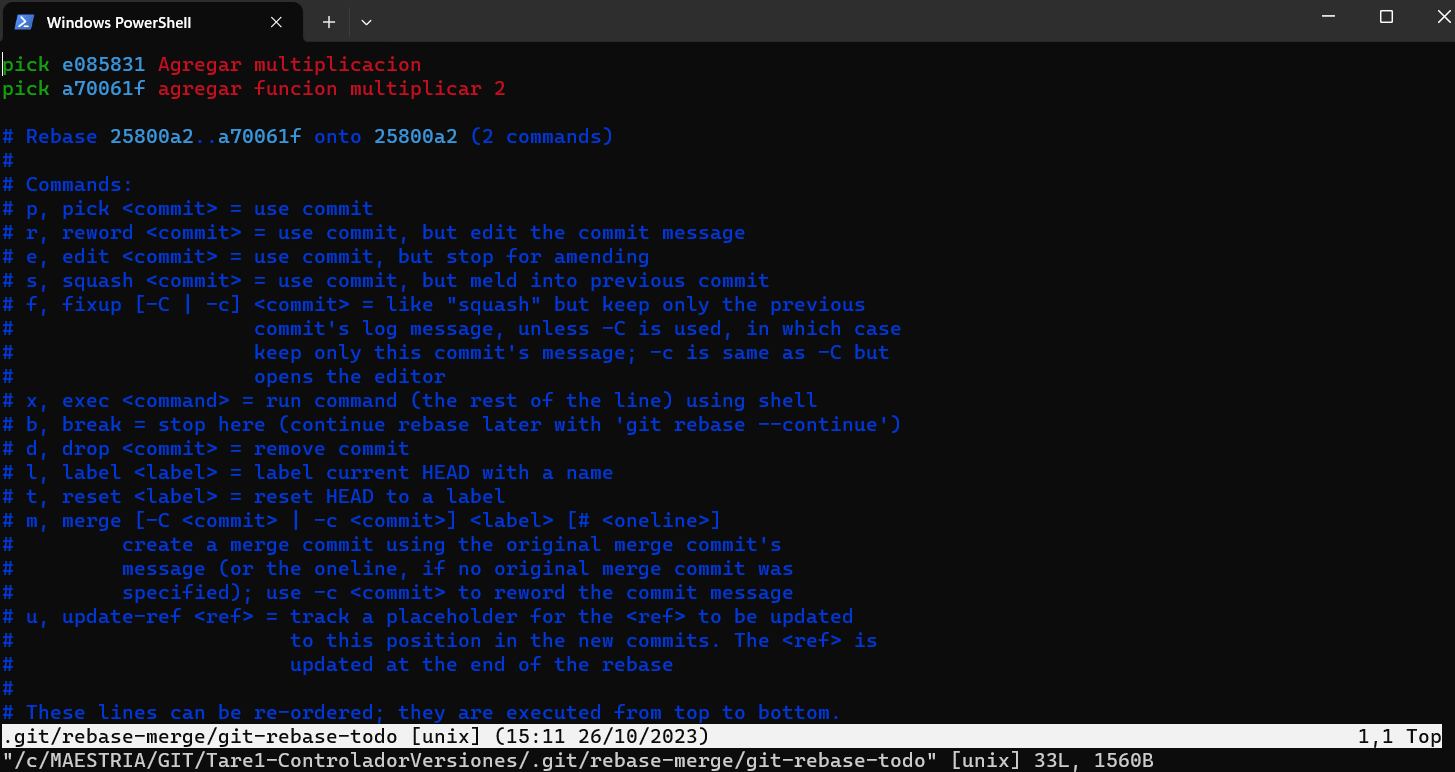 Windows PowerShell
pick e085831 Agregar multiplicacion
pick a70061f agregar funcion multiplicar 2
# Rebase 25800a2..a70061f onto 25800a2 (2 commands)
#
# Commands:
# p, pick <commit> = use commit
# r, reword <commit> = use commit, but edit the commit message
# e, edit <commit> = use commit, but stop for amending
# s, squash <commit> = use commit, but meld into previous commit
# f, fixup [-C | -c] <commit> = like "squash" but keep only the previous
#                    commit's log message, unless -C is used, in which case
#                    keep only this commit's message; -c is same as -C but
#                    opens the editor
# x, exec <command> = run command (the rest of the line) using shell
# b, break = stop here (continue rebase later with 'git rebase --continue')
# d, drop <commit> = remove commit
# l, label <label> = label current HEAD with a name
# t, reset <label> = reset HEAD to a label
# m, merge [-C <commit> | -c <commit>] <label> [# <oneline>]
#         create a merge commit using the original merge commit's
#         message (or the oneline, if no original merge commit was
#         specified); use -c <commit> to reword the commit message
# u, update-ref <ref> = track a placeholder for the <ref> to be updated
#                       to this position in the new commits. The <ref> is
#                       updated at the end of the rebase
#
# These lines can be re-ordered; they are executed from top to bottom.
.git/rebase-merge/git-rebase-todo [unix] (15:11 26/10/2023) 1,1 Top
"/c/MAESTRIA/GIT/Tare1-ControladorVersiones/.git/rebase-merge/git-rebase-todo" [unix] 33L, 1560B